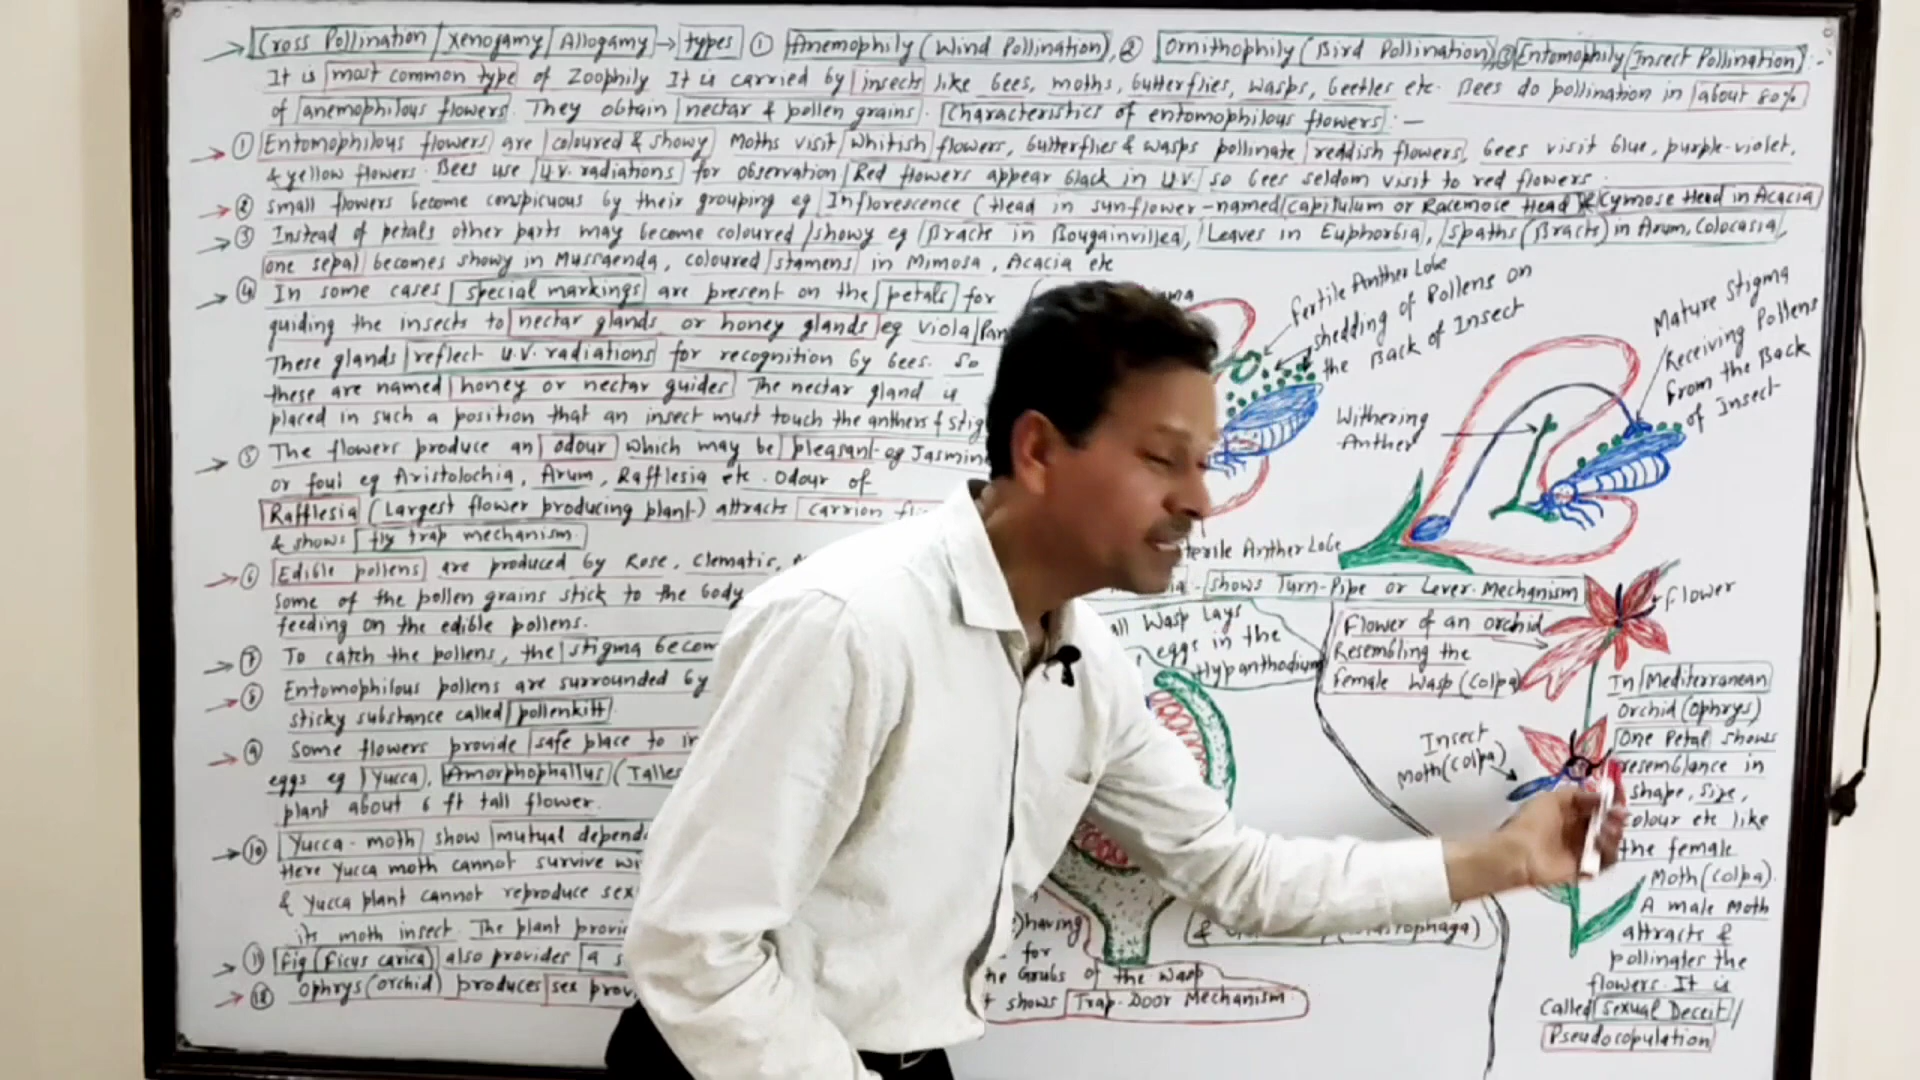 Cross Pollination/Xenogamy/Allogamy → types ① Anemophily (Wind Pollination), ② Ornithophily (Bird Pollination), ③ Entomophily/Insect Pollination) :-
It is most common type of Zoophily It is carried by insects like bees, moths, butterflies, wasps, beetles etc. Bees do pollination in about 80%
of anemophilous flowers. They obtain nectar & pollen grains. Characteristics of entomophilous flowers :-
① Entomophilous flowers are coloured & showy Moths visit whitish flowers, butterflies & wasps pollinate reddish flowers, bees visit blue, purple-violet,
& yellow flowers. Bees use U.V. radiations for observation Red flowers appear black in U.V. so bees seldom visit to red flowers.
② Small flowers become conspicuous by their grouping eg Inflorescence (Head in sunflower-named Capitulum or Racemose Head) & Cymose Head in Acacia
③ Instead of petals other parts may become coloured/showy eg Bracts in Bougainvillea, Leaves in Euphorbia, Spaths (Bracts) in Arum, Colocasia,
one sepal becomes showy in Mussaenda, coloured stamens in Mimosa, Acacia etc
④ In some cases special markings are present on the petals for
guiding the insects to nectar glands or honey glands eg Viola/Pan
These glands reflect U.V. radiations for recognition by bees. So
these are named honey or nectar guides The nectar gland is
placed in such a position that an insect must touch the anthers & stig
⑤ The flowers produce an odour which may be pleasant eg Jasmine
or foul eg Aristolochia, Arum, Rafflesia etc. Odour of
Rafflesia (Largest flower producing plant) attracts carrion
& shows fly trap mechanism.
⑥ Edible pollens are produced by Rose, Clematis,
Some of the pollen grains stick to the body
feeding on the edible pollens.
⑦ To catch the pollens, the stigma becom
⑧ Entomophilous pollens are surrounded by
sticky substance called pollenkitt
⑨ Some flowers provide safe place to
eggs eg Yucca, Amorphophallus (Talles
plant about 6 ft tall flower.
⑩ Yucca-moth show mutual depend
Here Yucca moth cannot survive wi
& Yucca plant cannot reproduce sex
its moth insect. The plant provi
⑪ Fig (Ficus carica) also provides a s
⑫ Ophrys (orchid) produces sex prov
fertile Anther Lobe
shedding of Pollens on
the Back of Insect
Mature Stigma
Receiving Pollens
from the Back
of Insect
Withering
Anther
terile Anther Lobe
shows Turn-Pipe or Lever Mechanism
all Wasp Lays
eggs in the
Hypanthodium
Flower of an orchid
Resembling the
female Wasp (Colpa)
Flower
Insect
Moth (Colpa)
In Mediterranean
Orchid (Ophrys)
One Petal shows
resemblance in
shape, size,
colour etc like
the female
Moth (Colpa).
A male moth
attracts &
pollinates the
flowers. It is
called Sexual Deceit/
Pseudocopulation
having
for
he Grubs of the wasp
shows Trap-Door Mechanism